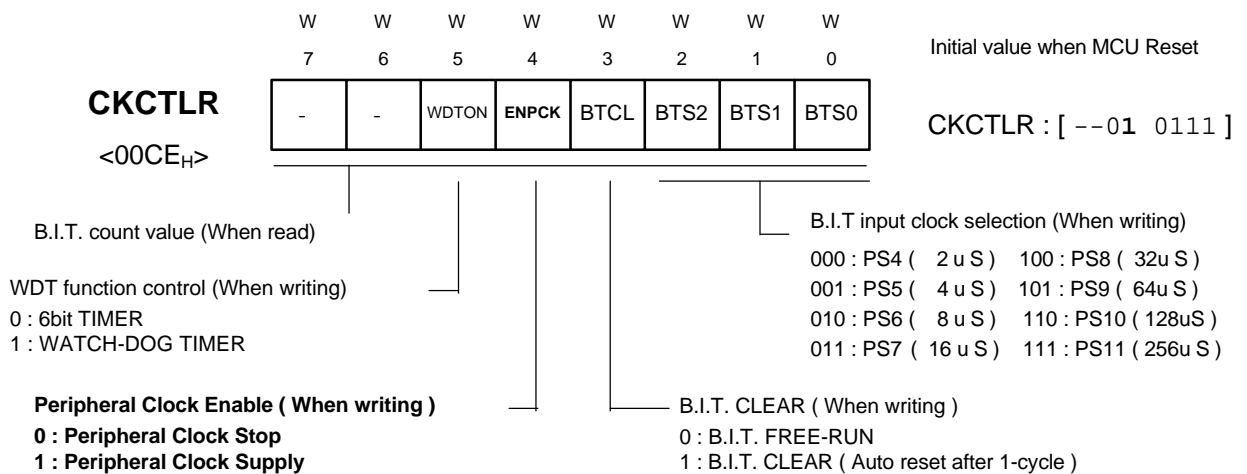 W W W W W W W W
7 6 5 4 3 2 1 0
Initial value when MCU Reset
CKCTLR
- - WDTON ENPCK BTCL BTS2 BTS1 BTS0
CKCTLR : [ --01 0111 ]
<00CEH>
B.I.T. count value (When read)
WDT function control (When writing)
0 : 6bit TIMER
1 : WATCH-DOG TIMER
B.I.T input clock selection (When writing)
000 : PS4 ( 2 u S ) 100 : PS8 ( 32u S )
001 : PS5 ( 4 u S ) 101 : PS9 ( 64u S )
010 : PS6 ( 8 u S ) 110 : PS10 ( 128uS )
011 : PS7 ( 16 u S ) 111 : PS11 ( 256u S )
Peripheral Clock Enable ( When writing )
0 : Peripheral Clock Stop
1 : Peripheral Clock Supply
B.I.T. CLEAR ( When writing )
0 : B.I.T. FREE-RUN
1 : B.I.T. CLEAR ( Auto reset after 1-cycle )